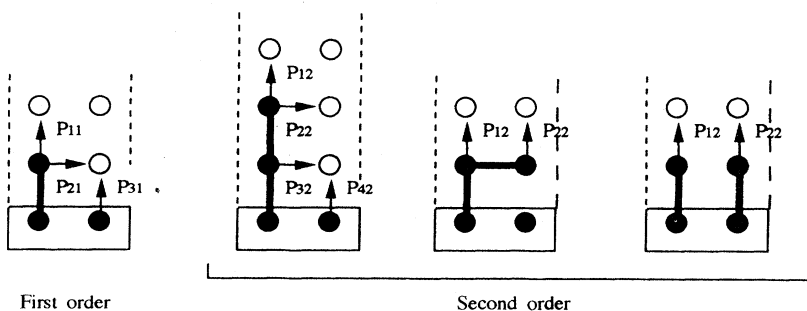 P12
P11
P22
P12
P22
P12
P22
P21
P31
P32
P42
First order
Second order